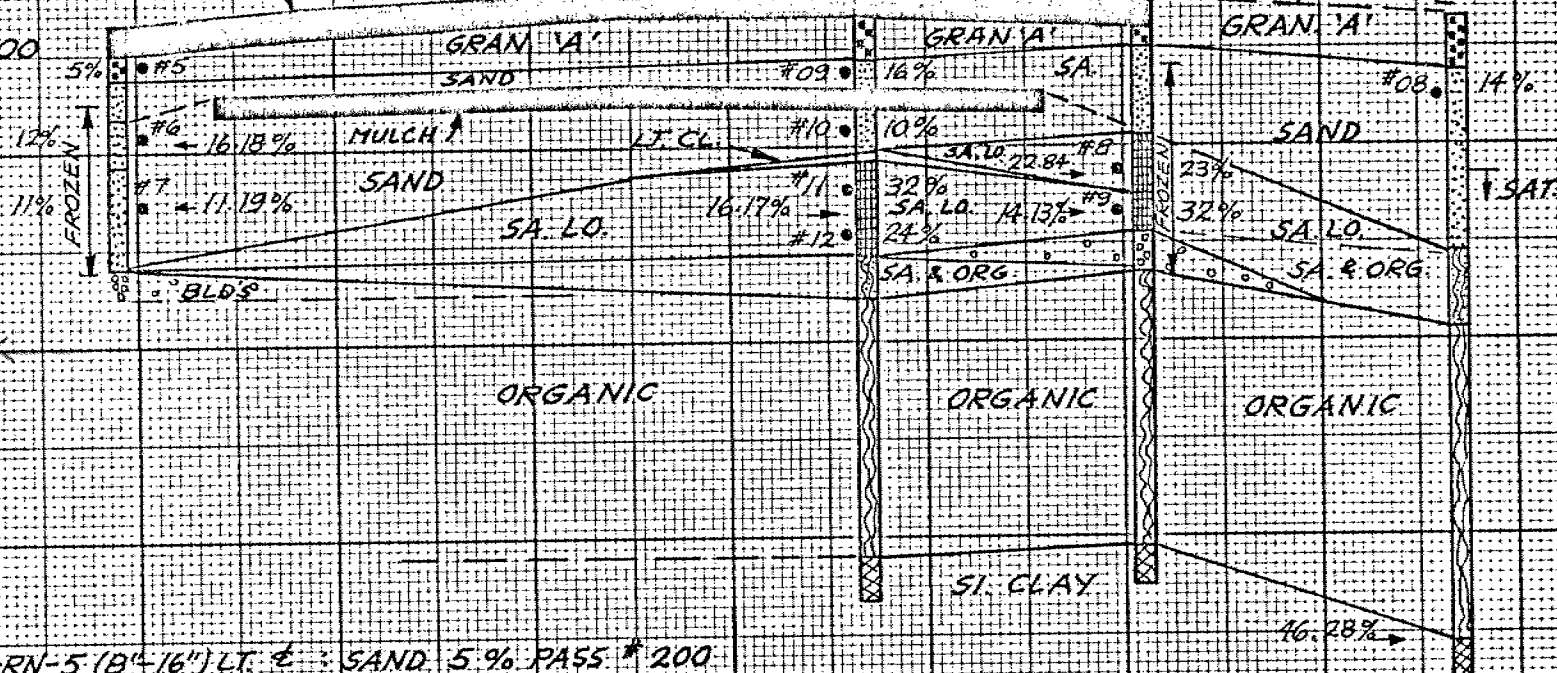 GRAN 'A' GRAN 'A' GRAN. 'A'
00
5% #5 SAND #09 16% SA. #08 14%
12% #6 16.18% MULCH LT. CL. #10 10% SA. LO. 22.84 #8 SAND
FROZEN
#7 SAND #11 32% FROZEN 23% SAT.
11% 11.19% 16.17% SA. LO. 14.13% #9 32%
SA. LO. #12 24% SA. LO.
BLD'S SA. & ORG. SA. & ORG.
ORGANIC ORGANIC ORGANIC
SI. CLAY
46.28%
RN-5 (8"-16") LT. ℄ : SAND 5% PASS #200